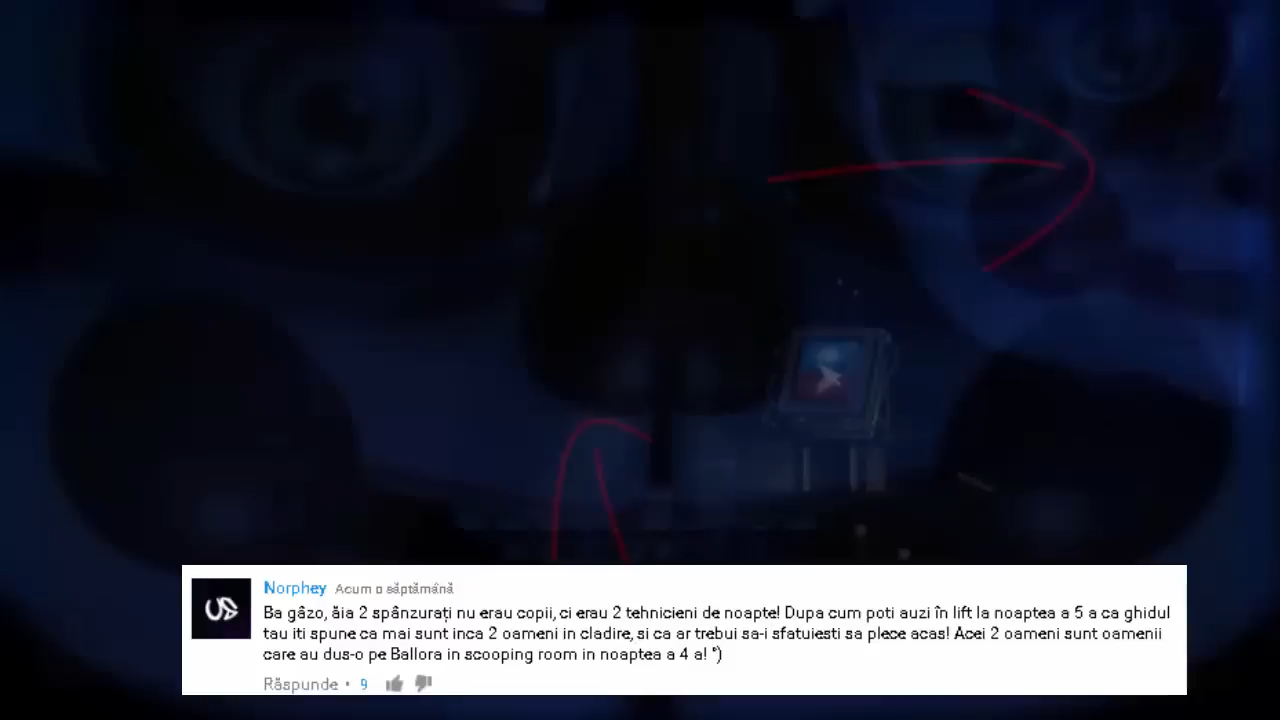 Norphey Acum o săptămână
Ba gâzo, ăia 2 spânzurați nu erau copii, ci erau 2 tehnicieni de noapte! Dupa cum poti auzi în lift la noaptea a 5 a ca ghidul
tau iti spune ca mai sunt inca 2 oameni in cladire, si ca ar trebui sa-i sfatuiesti sa plece acas! Acei 2 oameni sunt oamenii
care au dus-o pe Ballora in scooping room in noaptea a 4 a! °)
Răspunde • 9